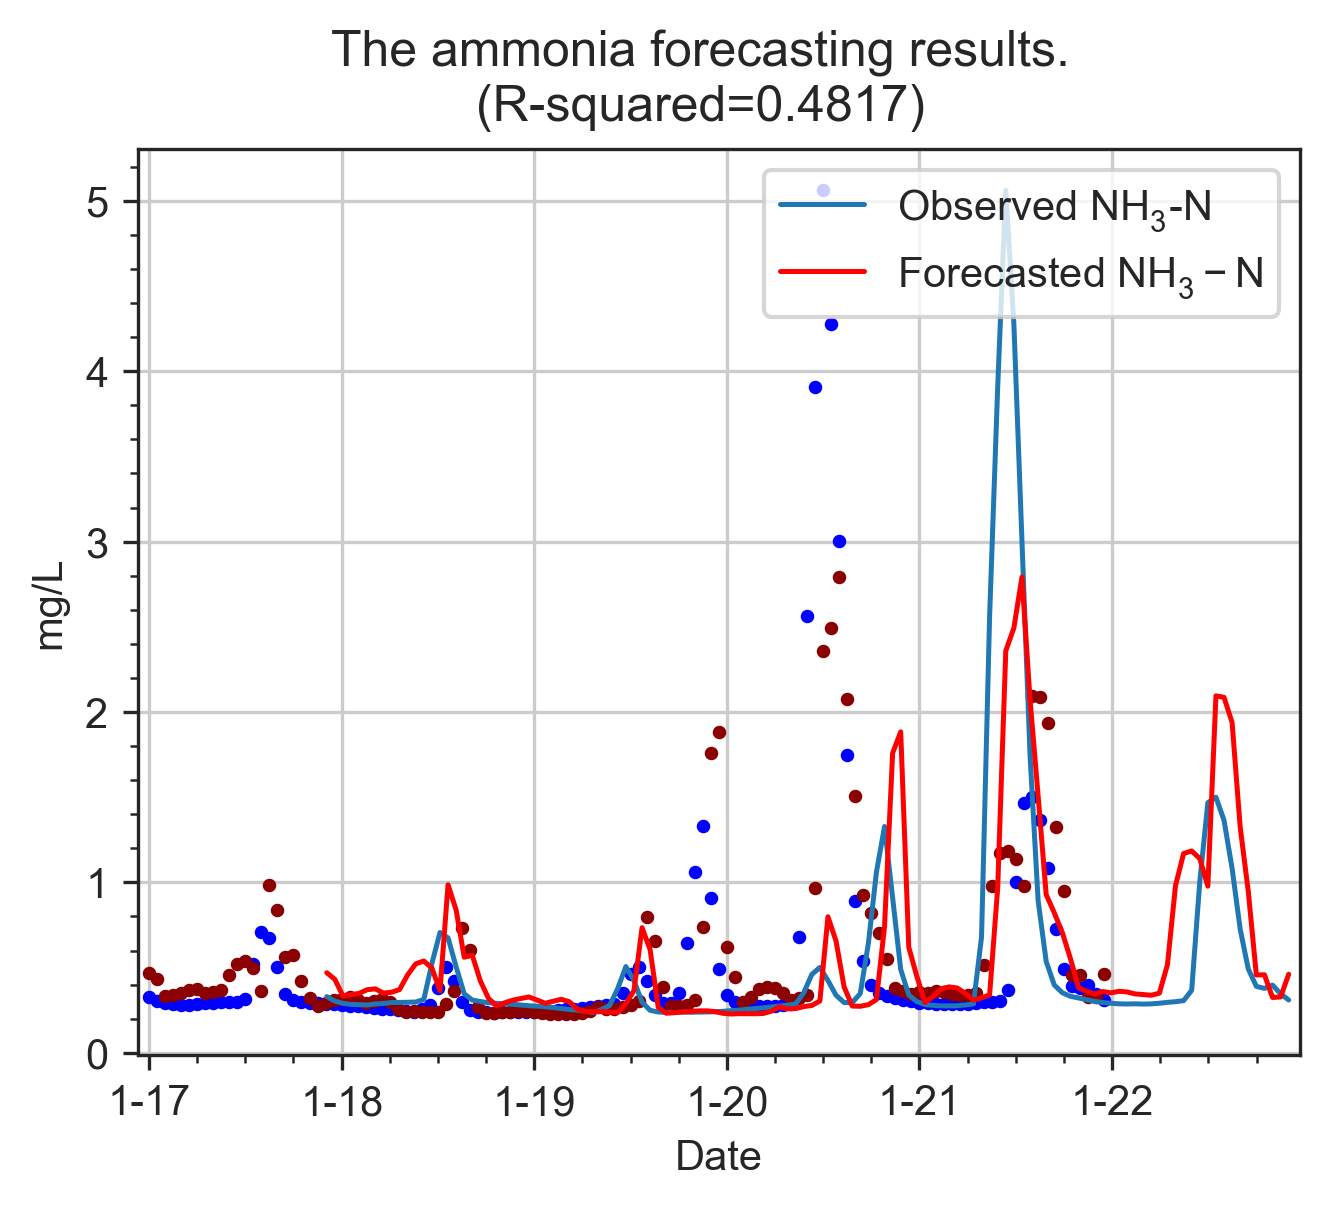 The ammonia forecasting results.
(R-squared=0.4817)
Observed NH₃-N
Forecasted NH₃ − N
5
4
3
2
1
0
mg/L
1-17 1-18 1-19 1-20 1-21 1-22
Date